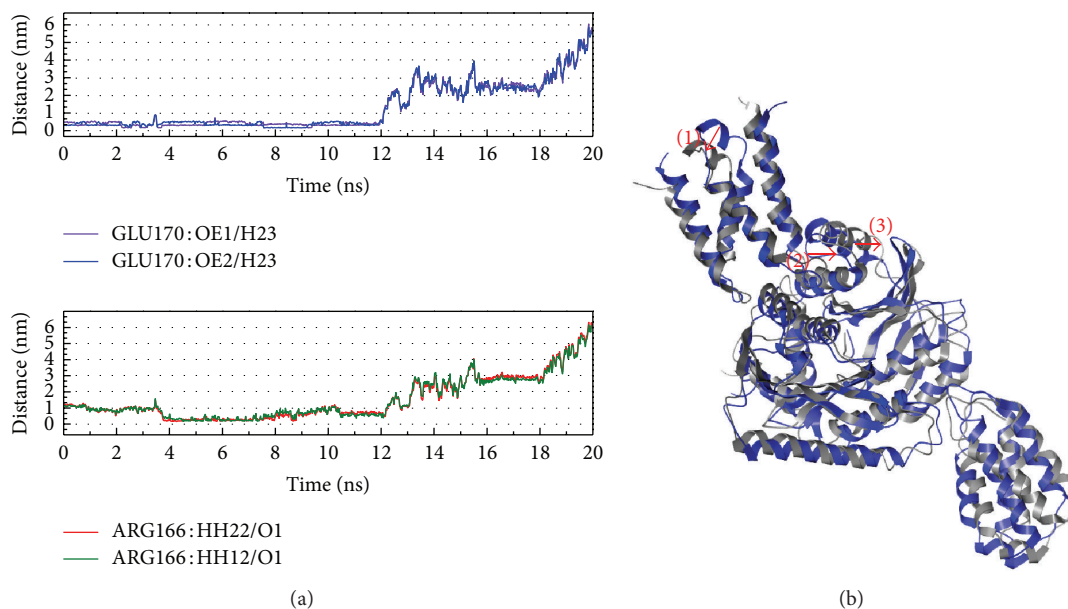 Distance (nm)
6
5
4
3
2
1
0
0 2 4 6 8 10 12 14 16 18 20
Time (ns)
GLU170:OE1/H23
GLU170:OE2/H23
Distance (nm)
6
5
4
3
2
1
0
0 2 4 6 8 10 12 14 16 18 20
Time (ns)
ARG166:HH22/O1
ARG166:HH12/O1
(a)
(1)
(3)
(2)
(b)